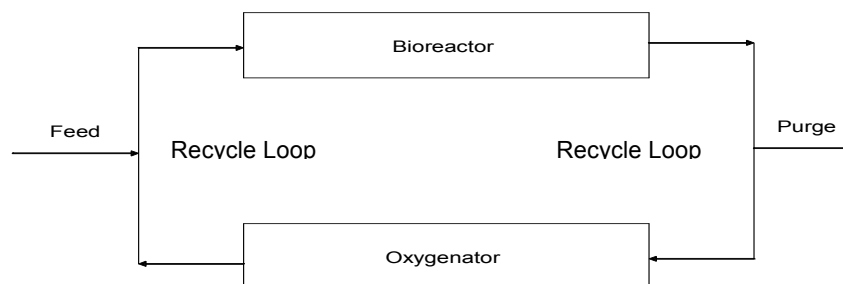 Bioreactor
Feed
Recycle Loop
Recycle Loop
Purge
Oxygenator